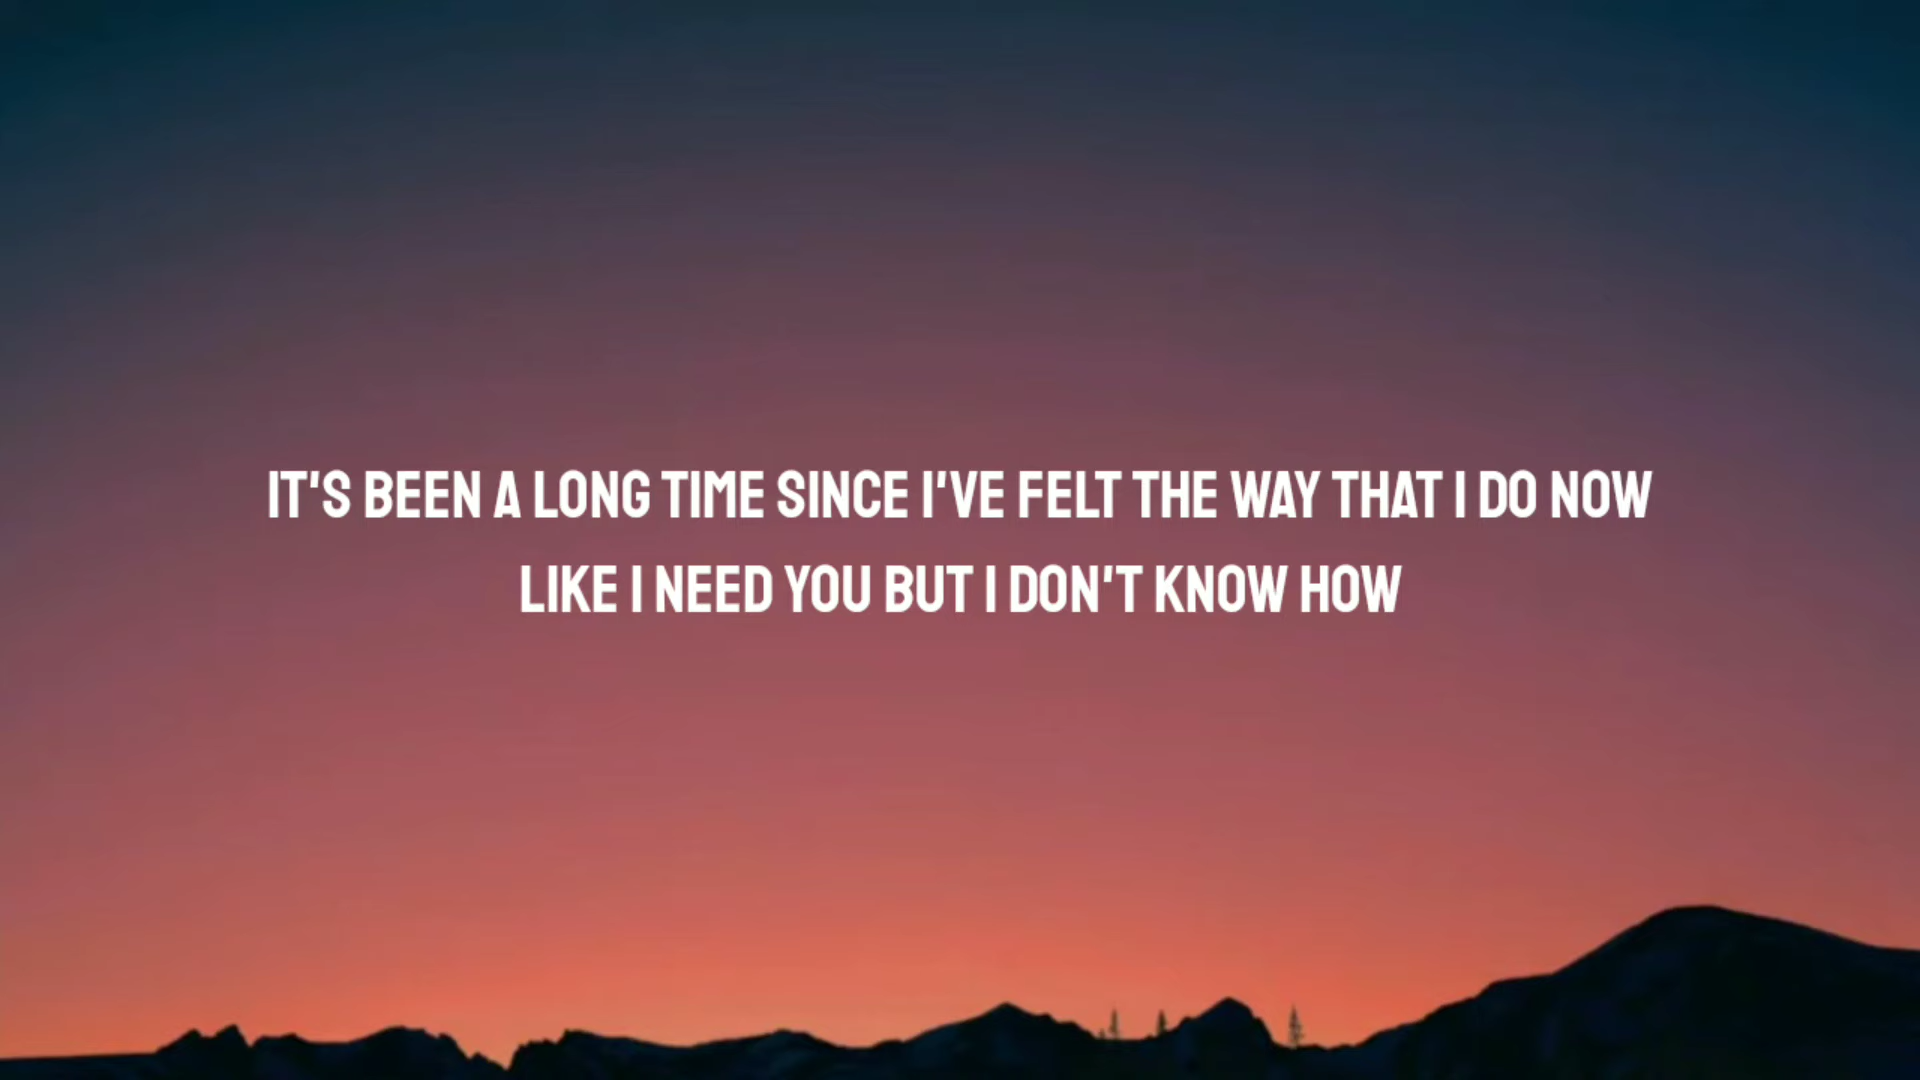 IT'S BEEN A LONG TIME SINCE I'VE FELT THE WAY THAT I DO NOW
LIKE I NEED YOU BUT I DON'T KNOW HOW